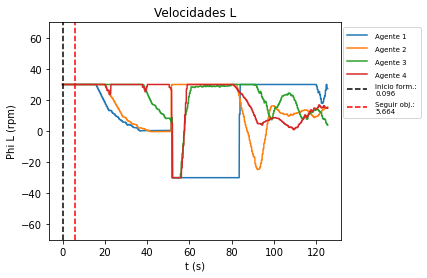 Velocidades L
Phi L (rpm)
60
40
20
0
−20
−40
−60
0
20
40
60
80
100
120
t (s)
Agente 1
Agente 2
Agente 3
Agente 4
Inicio form.:
0.096
Seguir obj.:
5.664